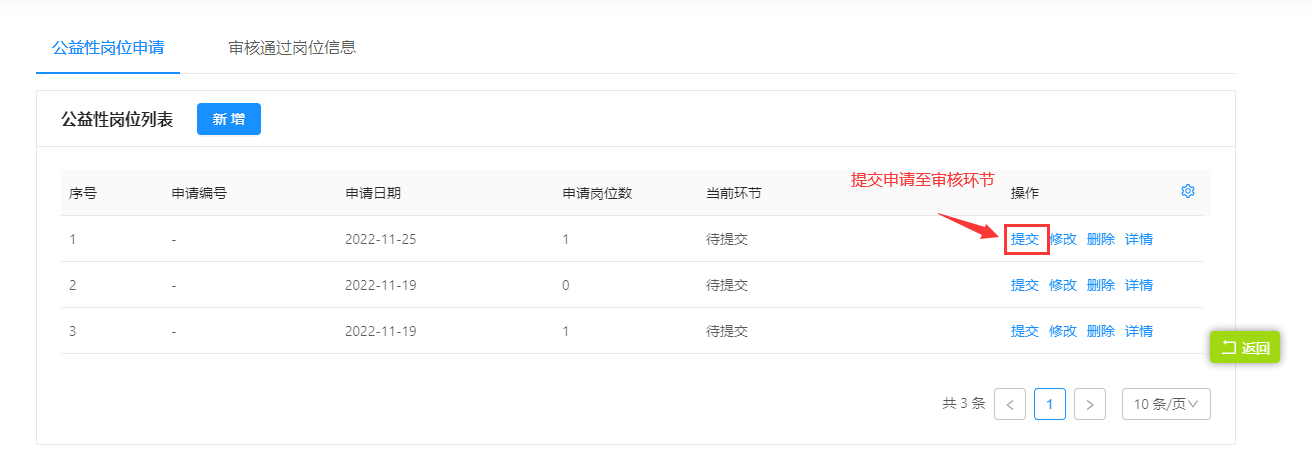 公益性岗位申请 审核通过岗位信息
公益性岗位列表 新 增
提交申请至审核环节
序号 申请编号 申请日期 申请岗位数 当前环节 操作
1 - 2022-11-25 1 待提交 提交 修改 删除 详情
2 - 2022-11-19 0 待提交 提交 修改 删除 详情
3 - 2022-11-19 1 待提交 提交 修改 删除 详情
返回
共 3 条 < 1 > 10 条/页